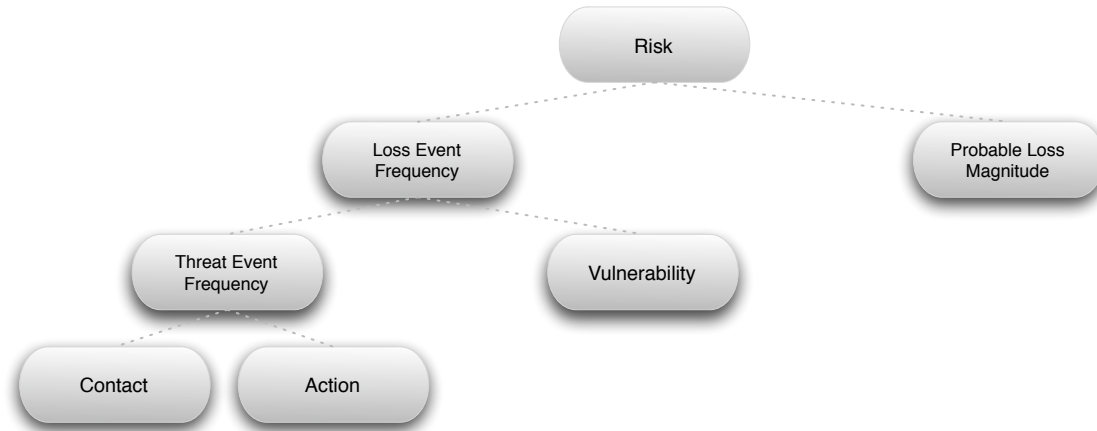 Risk
Loss Event
Frequency
Probable Loss
Magnitude
Threat Event
Frequency
Vulnerability
Contact
Action